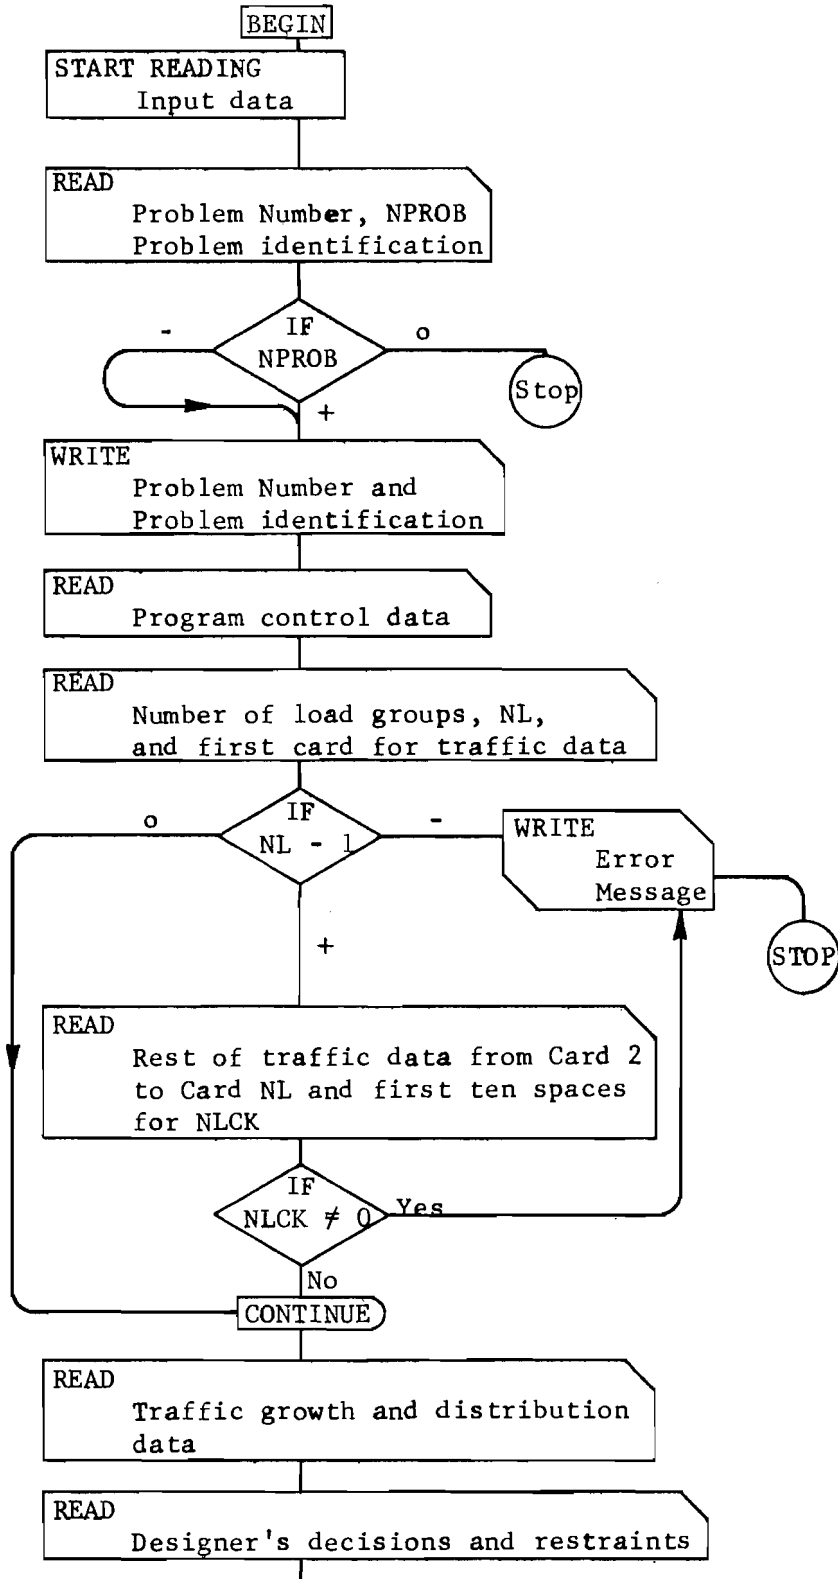 BEGIN
START READING
Input data
READ
Problem Number, NPROB
Problem identification
-
IF
NPROB
o
Stop
+
WRITE
Problem Number and
Problem identification
READ
Program control data
READ
Number of load groups, NL,
and first card for traffic data
o
IF
NL - 1
-
WRITE
Error
Message
STOP
+
READ
Rest of traffic data from Card 2
to Card NL and first ten spaces
for NLCK
IF
NLCK ≠ 0
Yes
No
CONTINUE
READ
Traffic growth and distribution
data
READ
Designer's decisions and restraints